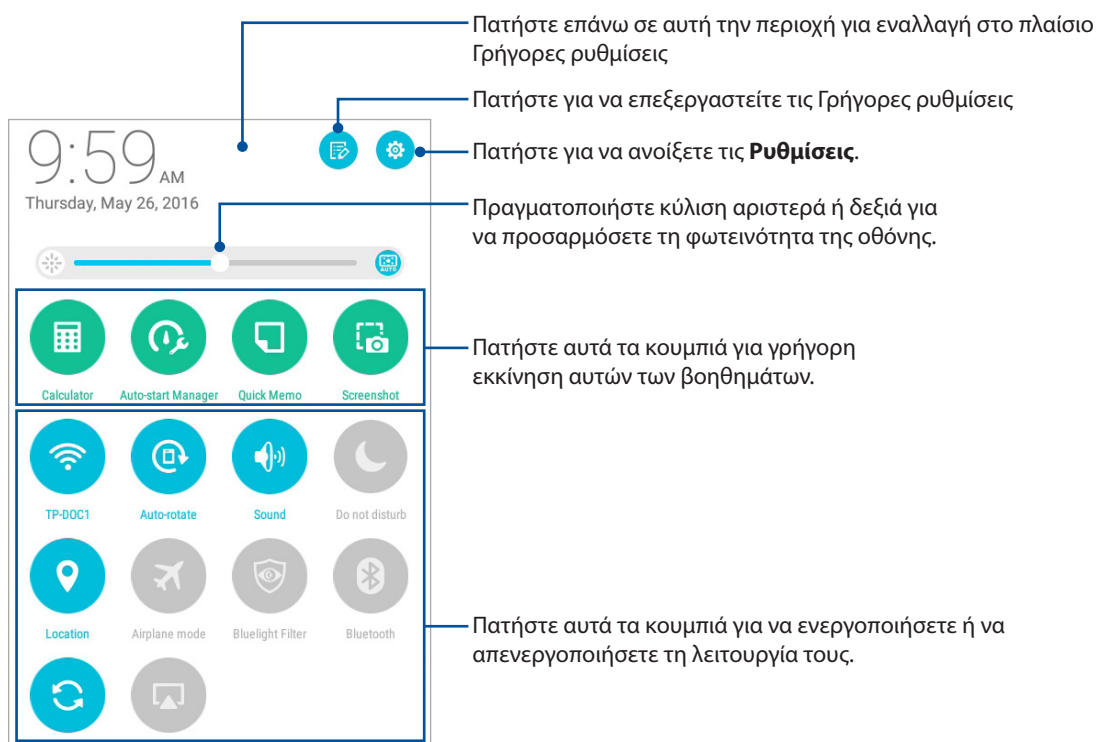 Πατήστε επάνω σε αυτή την περιοχή για εναλλαγή στο πλαίσιο
Γρήγορες ρυθμίσεις
Πατήστε για να επεξεργαστείτε τις Γρήγορες ρυθμίσεις
Πατήστε για να ανοίξετε τις Ρυθμίσεις.
Πραγματοποιήστε κύλιση αριστερά ή δεξιά για
να προσαρμόσετε τη φωτεινότητα της οθόνης.
9:59 AM
Thursday, May 26, 2016
AUTO
Calculator Auto-start Manager Quick Memo Screenshot
Πατήστε αυτά τα κουμπιά για γρήγορη
εκκίνηση αυτών των βοηθημάτων.
TP-DOC1 Auto-rotate Sound Do not disturb
Location Airplane mode Bluelight Filter Bluetooth
Πατήστε αυτά τα κουμπιά για να ενεργοποιήσετε ή να
απενεργοποιήσετε τη λειτουργία τους.